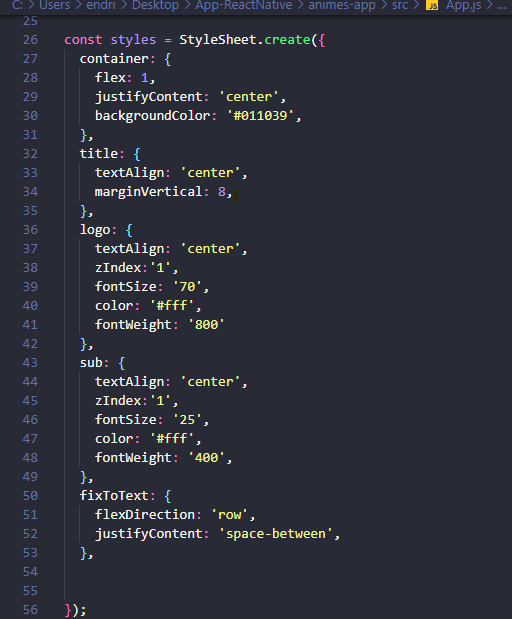 C: > Users > endri > Desktop > App-ReactNative > animes-app > src > JS App.js > ...
25
26 const styles = StyleSheet.create({
27 container: {
28 flex: 1,
29 justifyContent: 'center',
30 backgroundColor: '#011039',
31 },
32 title: {
33 textAlign: 'center',
34 marginVertical: 8,
35 },
36 logo: {
37 textAlign: 'center',
38 zIndex:'1',
39 fontSize: '70',
40 color: '#fff',
41 fontWeight: '800'
42 },
43 sub: {
44 textAlign: 'center',
45 zIndex:'1',
46 fontSize: '25',
47 color: '#fff',
48 fontWeight: '400',
49 },
50 fixToText: {
51 flexDirection: 'row',
52 justifyContent: 'space-between',
53 },
54
55
56 });